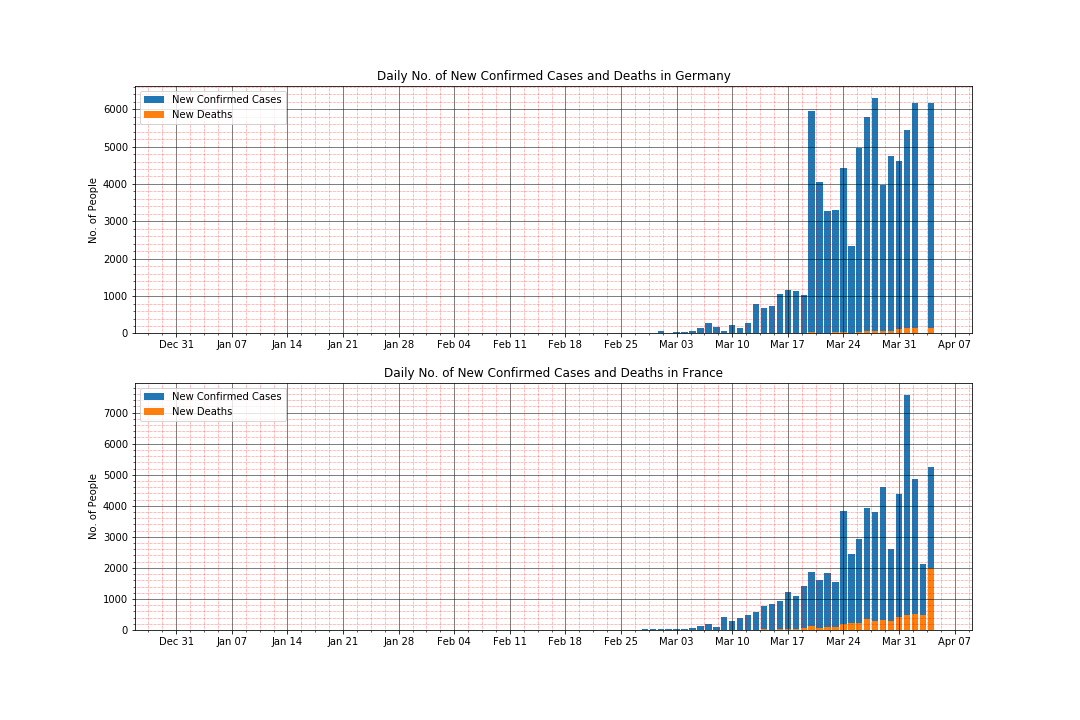 Daily No. of New Confirmed Cases and Deaths in Germany
New Confirmed Cases
New Deaths
No. of People
6000
5000
4000
3000
2000
1000
0
Dec 31 Jan 07 Jan 14 Jan 21 Jan 28 Feb 04 Feb 11 Feb 18 Feb 25 Mar 03 Mar 10 Mar 17 Mar 24 Mar 31 Apr 07
Daily No. of New Confirmed Cases and Deaths in France
New Confirmed Cases
New Deaths
No. of People
7000
6000
5000
4000
3000
2000
1000
0
Dec 31 Jan 07 Jan 14 Jan 21 Jan 28 Feb 04 Feb 11 Feb 18 Feb 25 Mar 03 Mar 10 Mar 17 Mar 24 Mar 31 Apr 07